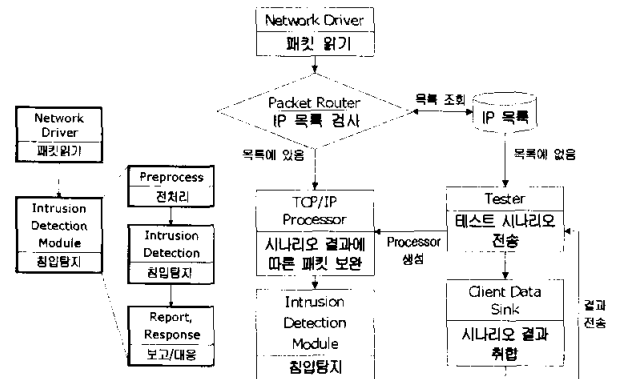 Network Driver
패킷 읽기
Packet Router
IP 목록 검사
목록 조회
IP 목록
목록에 있음
목록에 없음
Network
Driver
패킷읽기
Intrusion
Detection
Module
침입탐지
Preprocess
전처리
Intrusion
Detection
침입탐지
Report,
Response
보고/대응
TCP/IP
Processor
시나리오 결과에
따른 패킷 보완
Processor
생성
Tester
테스트 시나리오
전송
Intrusion
Detection
Module
침입탐지
Client Data
Sink
시나리오 결과
취합
결과
전송